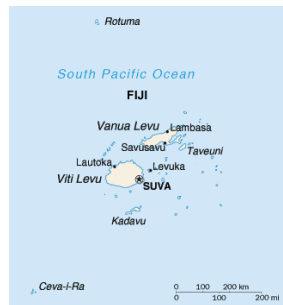 Rotuma
South Pacific Ocean
FIJI
Vanua Levu
Lambasa
Savusavu
Taveuni
Lautoka
Levuka
Viti Levu
SUVA
Kadavu
Ceva-i-Ra
0 100 200 km
0 100 200 mi